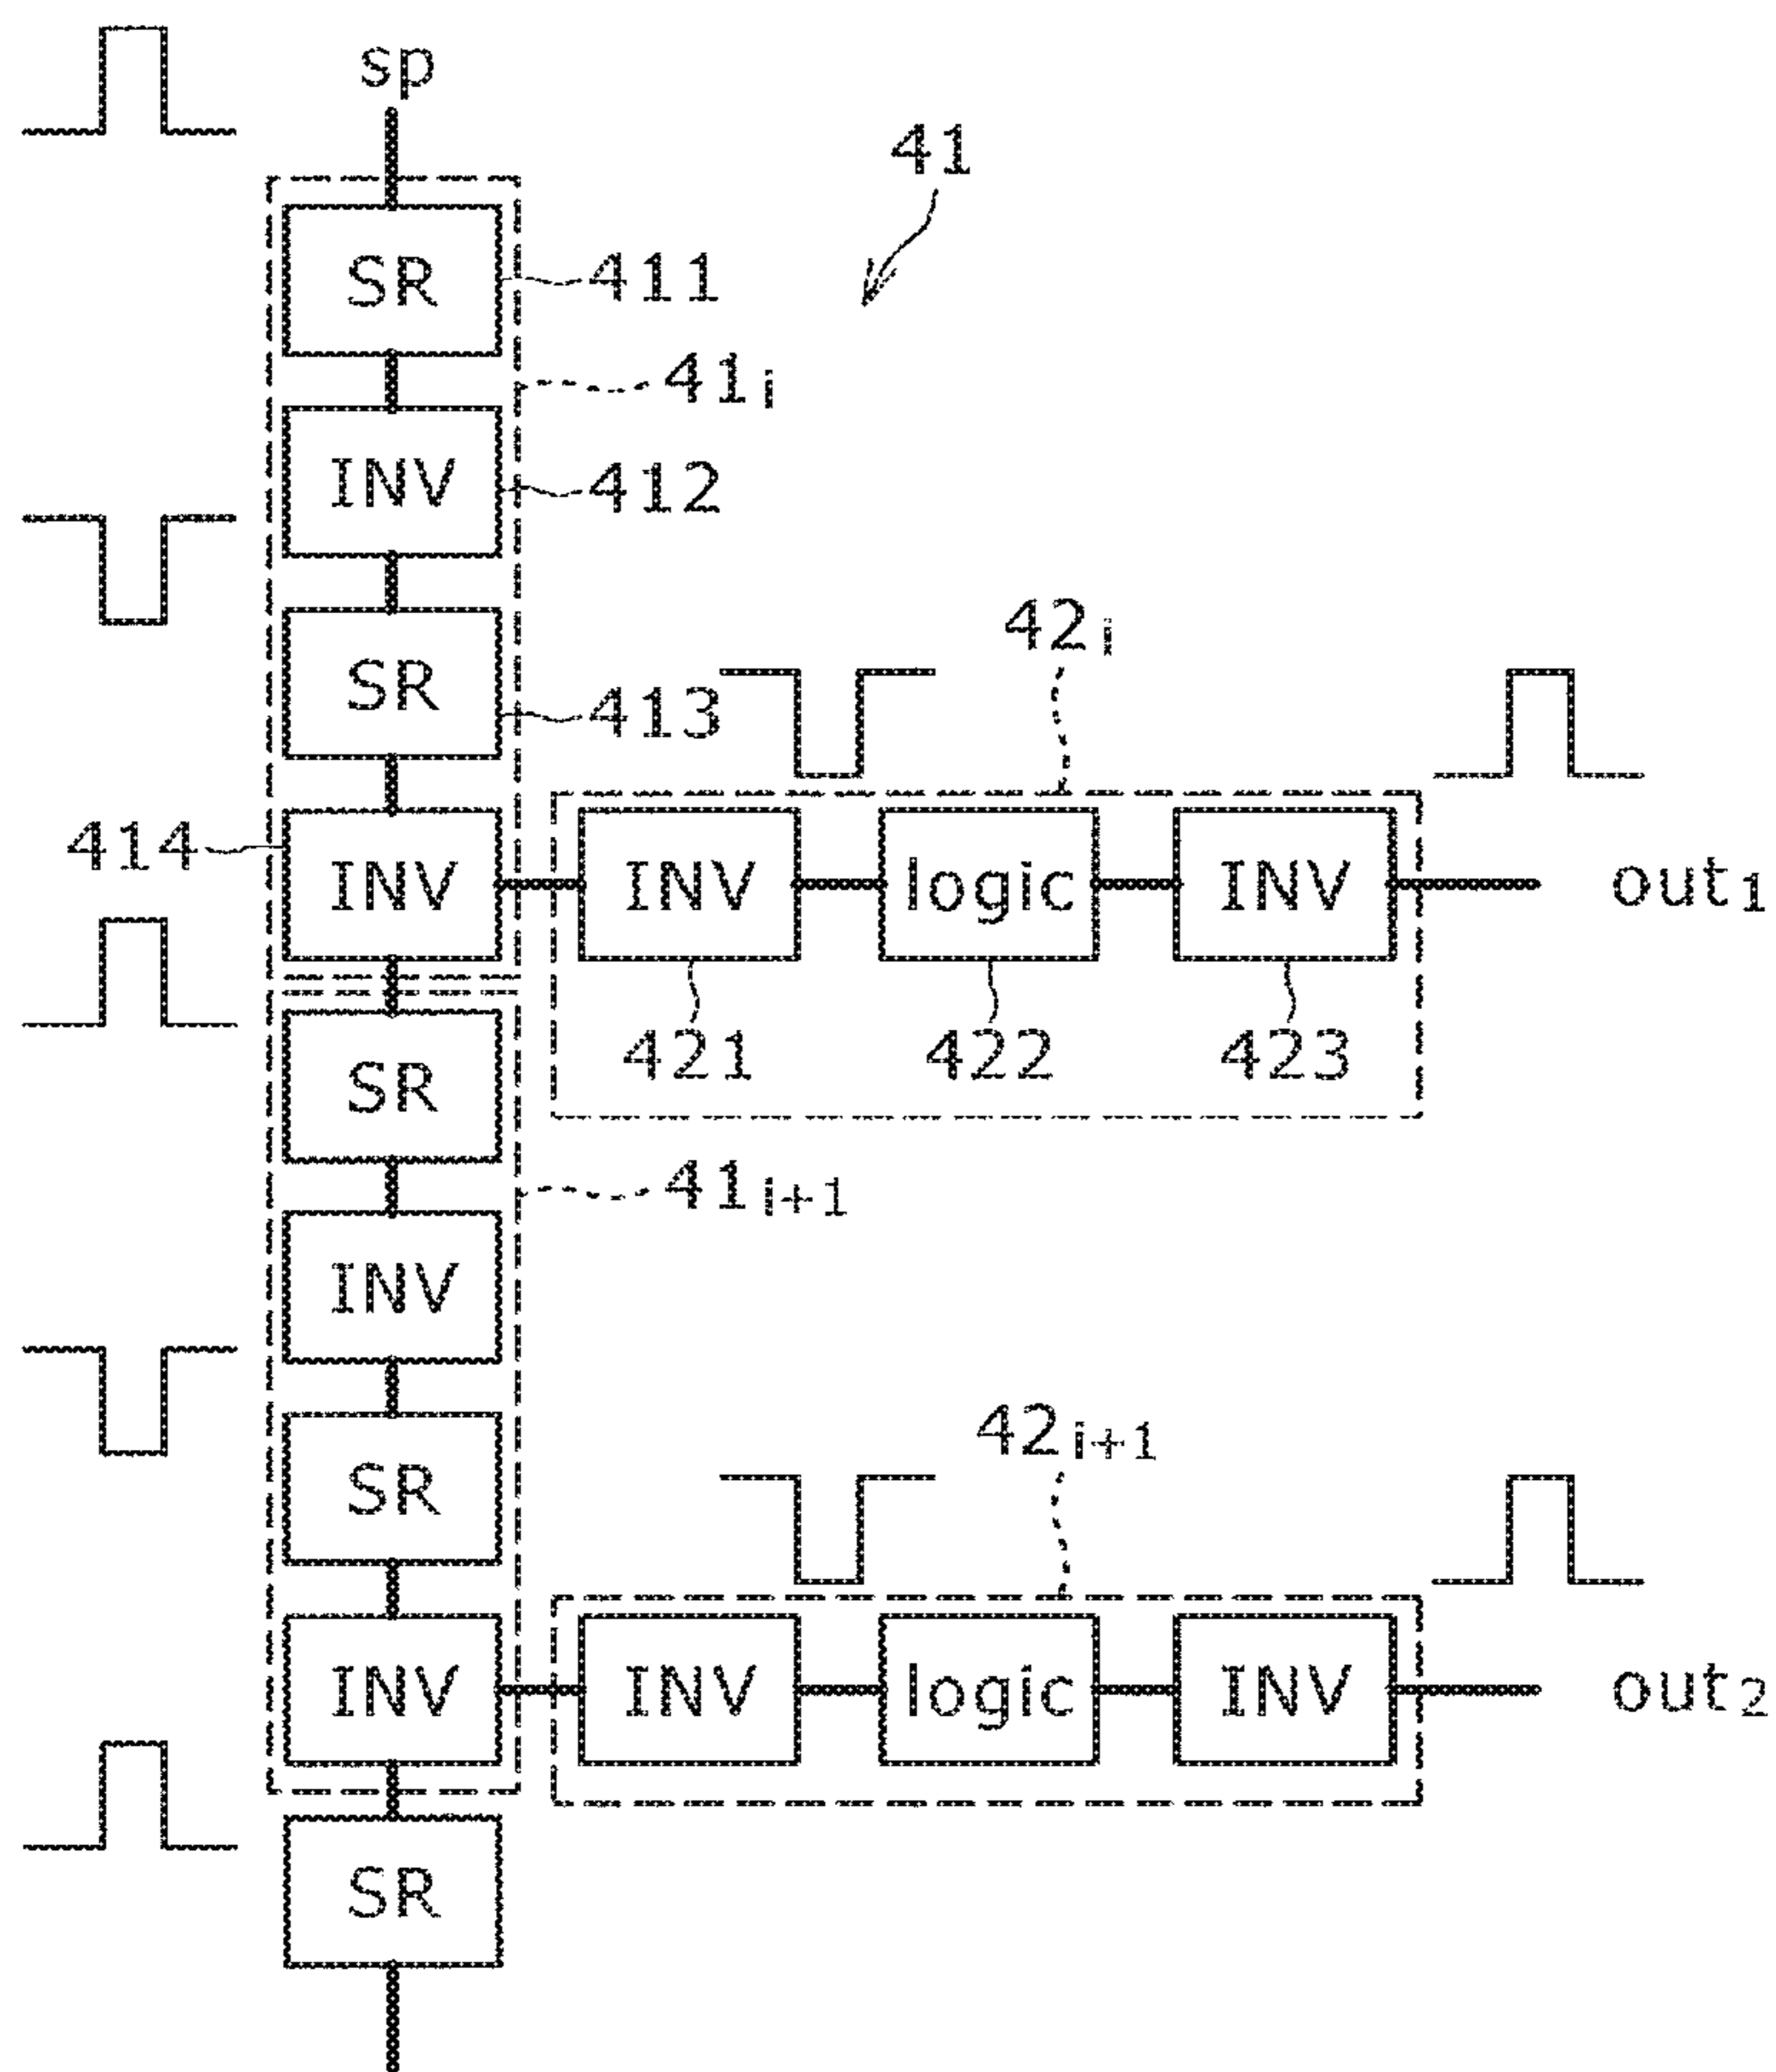 sp
41
SR
411
41i
INV
412
42i
SR
413
414
INV
INV
logic
INV
out1
421
422
423
SR
41i+1
INV
42i+1
SR
INV
INV
logic
INV
out2
SR